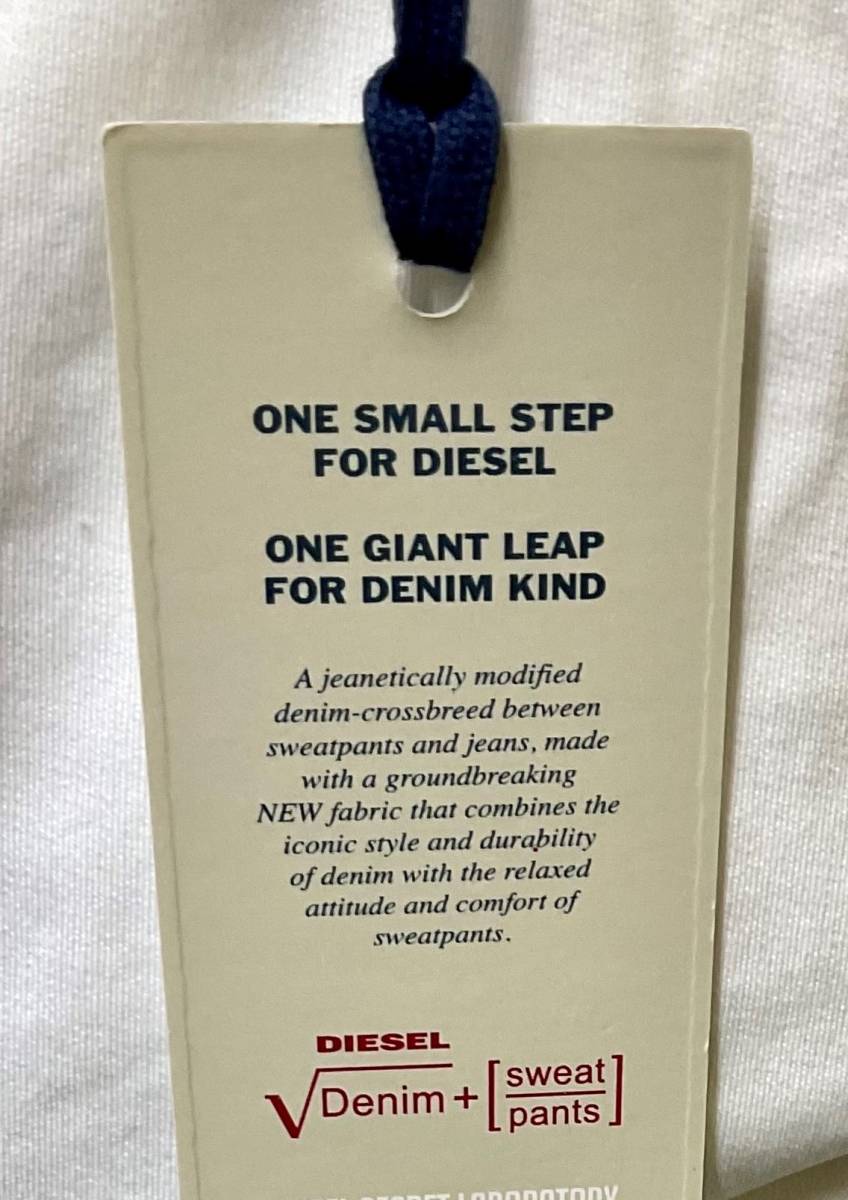 ONE SMALL STEP
FOR DIESEL
ONE GIANT LEAP
FOR DENIM KIND
A jeanetically modified
denim-crossbreed between
sweatpants and jeans, made
with a groundbreaking
NEW fabric that combines the
iconic style and durability
of denim with the relaxed
attitude and comfort of
sweatpants.
DIESEL
√Denim + [sweat
pants]
SECRET LABORATORY